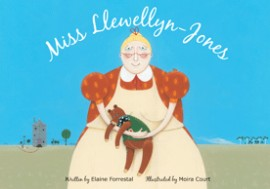 Miss Llewellyn-Jones
Written by Elaine Forrestal Illustrated by Moira Court